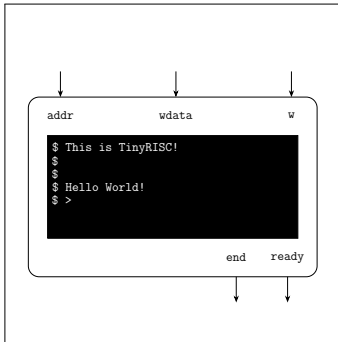 addr wdata w
$ This is TinyRISC!
$
$
$ Hello World!
$ >
end ready